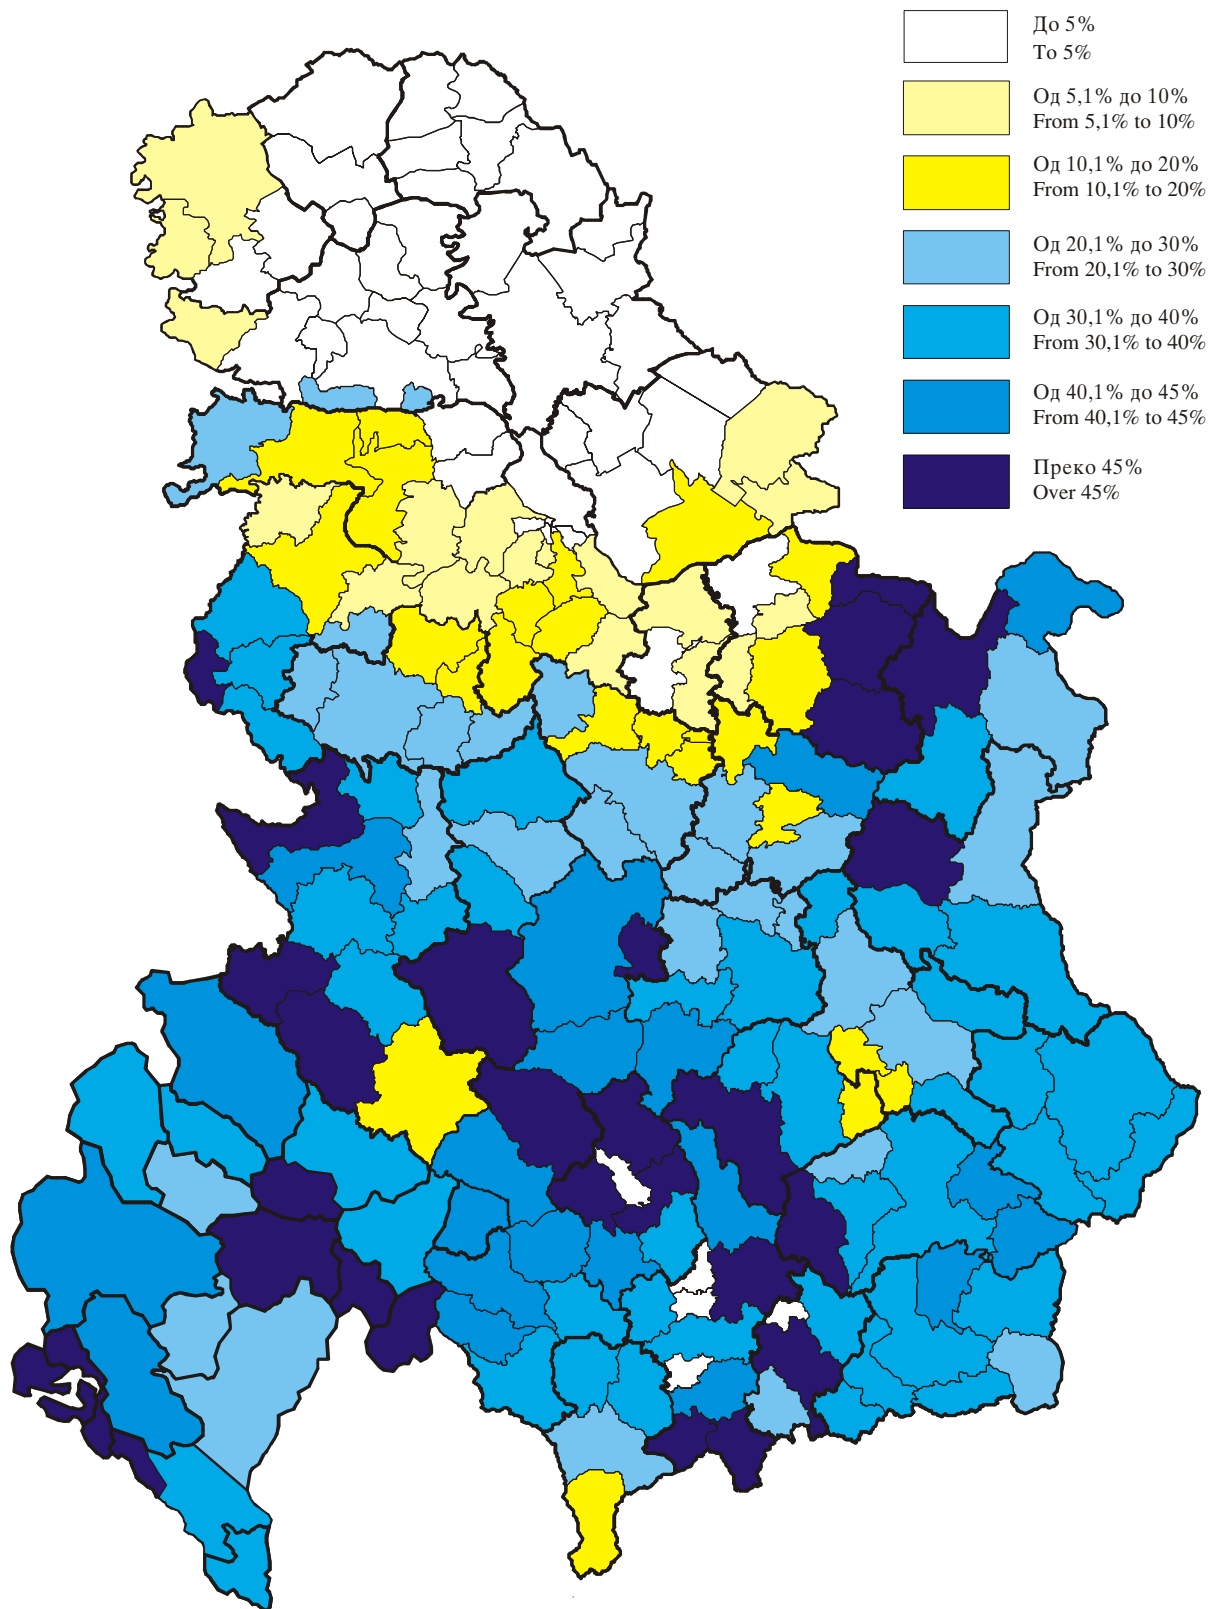 До 5%
To 5%
Од 5,1% до 10%
From 5,1% to 10%
Од 10,1% до 20%
From 10,1% to 20%
Од 20,1% до 30%
From 20,1% to 30%
Од 30,1% до 40%
From 30,1% to 40%
Од 40,1% до 45%
From 40,1% to 45%
Преко 45%
Over 45%